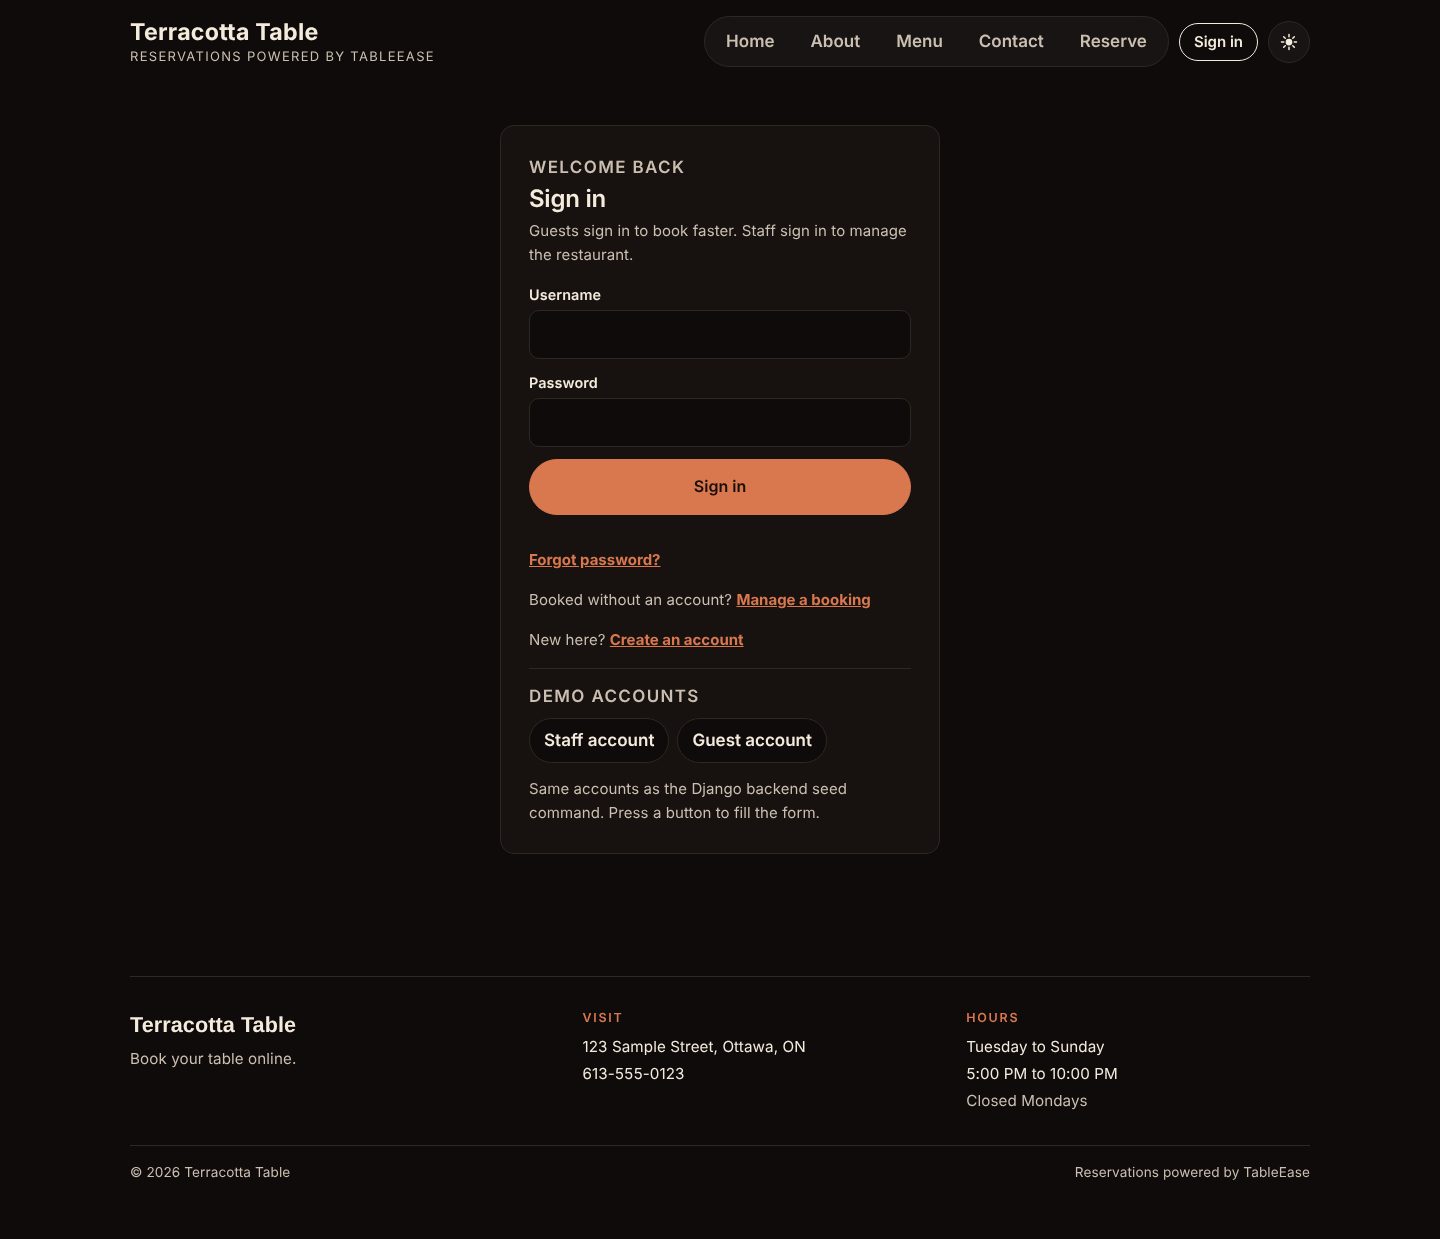 Terracotta Table
RESERVATIONS POWERED BY TABLEEASE
Home About Menu Contact Reserve Sign in
WELCOME BACK
Sign in
Guests sign in to book faster. Staff sign in to manage
the restaurant.
Username
Password
Sign in
Forgot password?
Booked without an account? Manage a booking
New here? Create an account
DEMO ACCOUNTS
Staff account Guest account
Same accounts as the Django backend seed
command. Press a button to fill the form.
Terracotta Table
Book your table online.
VISIT
123 Sample Street, Ottawa, ON
613-555-0123
HOURS
Tuesday to Sunday
5:00 PM to 10:00 PM
Closed Mondays
© 2026 Terracotta Table
Reservations powered by TableEase